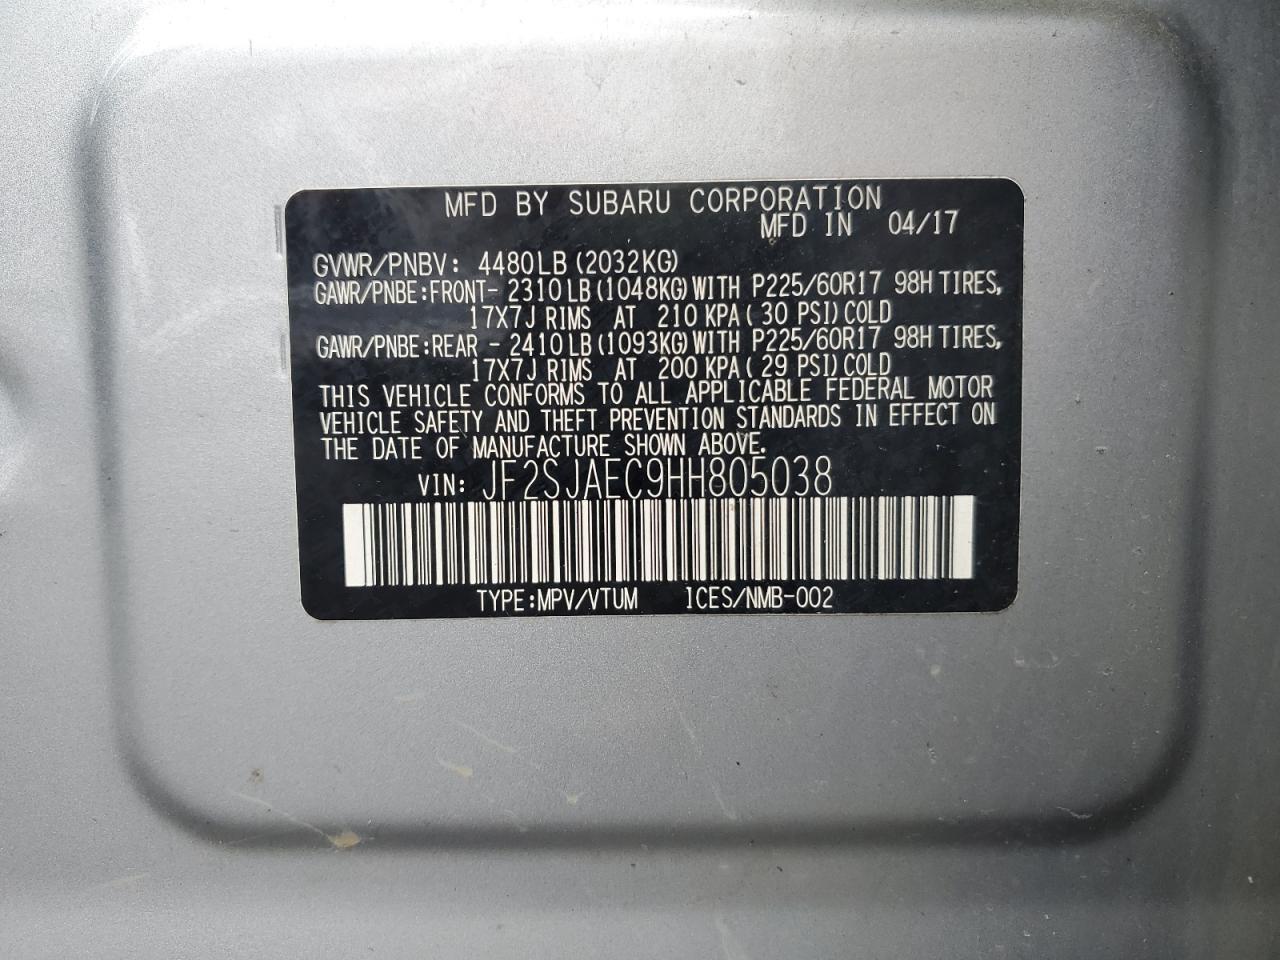 MFD BY SUBARU CORPORATION
MFD IN 04/17
GVWR/PNBV: 4480LB(2032KG)
GAWR/PNBE:FRONT- 2310LB(1048KG)WITH P225/60R17 98H TIRES,
17X7J RIMS AT 210 KPA(30 PSI)COLD
GAWR/PNBE:REAR - 2410LB(1093KG)WITH P225/60R17 98H TIRES,
17X7J RIMS AT 200 KPA(29 PSI)COLD
THIS VEHICLE CONFORMS TO ALL APPLICABLE FEDERAL MOTOR
VEHICLE SAFETY AND THEFT PREVENTION STANDARDS IN EFFECT ON
THE DATE OF MANUFACTURE SHOWN ABOVE.
VIN: JF2SJAEC9HH805038
TYPE:MPV/VTUM ICES/NMB-002